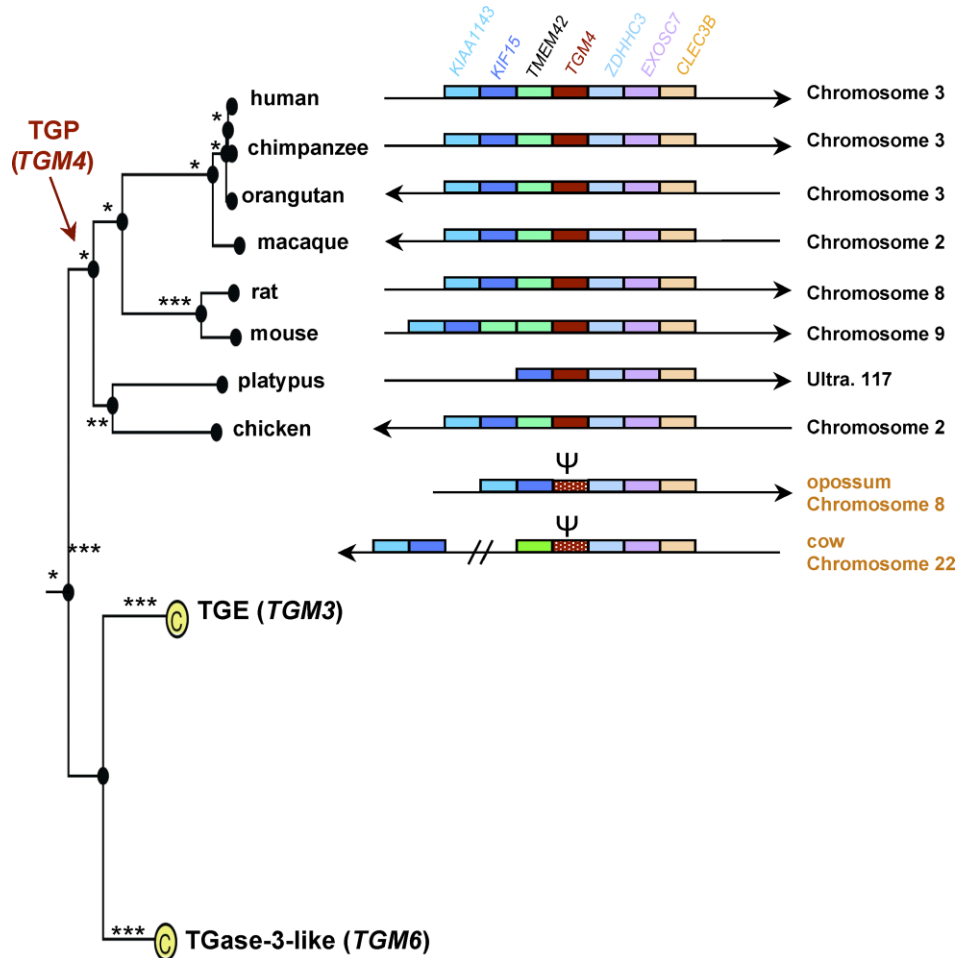 KIAA1143
KIF15
TMEM42
TGM4
ZDHHC3
EXOSC7
CLEC3B
TGP
(TGM4)
*
human
Chromosome 3
*
chimpanzee
Chromosome 3
*
*
orangutan
Chromosome 3
*
macaque
Chromosome 2
*
rat
Chromosome 8
***
mouse
Chromosome 9
platypus
Ultra. 117
**
chicken
Chromosome 2
Ψ
opossum
Chromosome 8
Ψ
cow
Chromosome 22
***
*
***
C
TGE (TGM3)
***
C
TGase-3-like (TGM6)